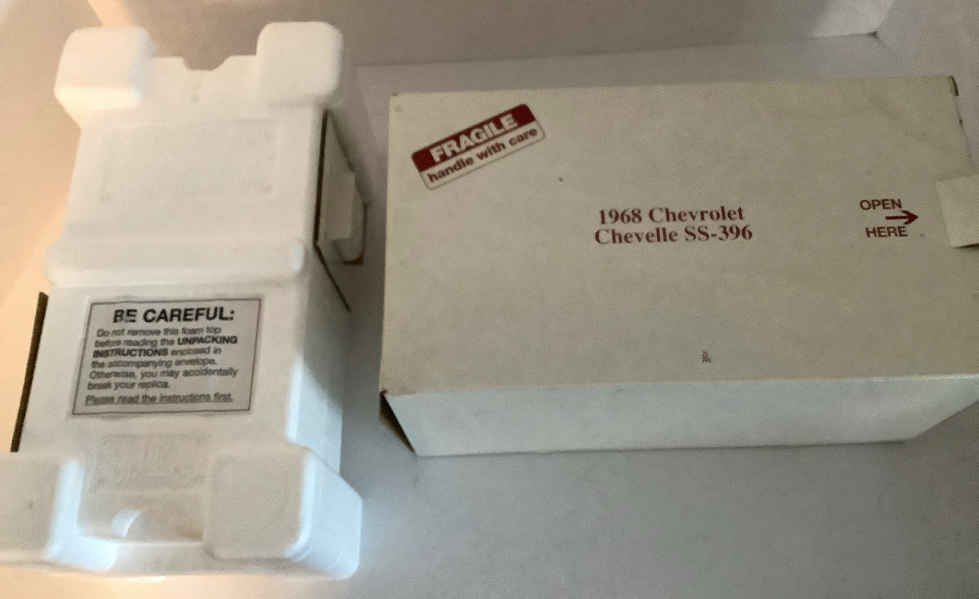 BE CAREFUL:
Do not remove this foam top
before reading the UNPACKING
INSTRUCTIONS enclosed in
the accompanying envelope.
Otherwise, you may accidentally
break your replica.
Please read the instructions first.
FRAGILE
handle with care
1968 Chevrolet
Chevelle SS-396
OPEN
HERE